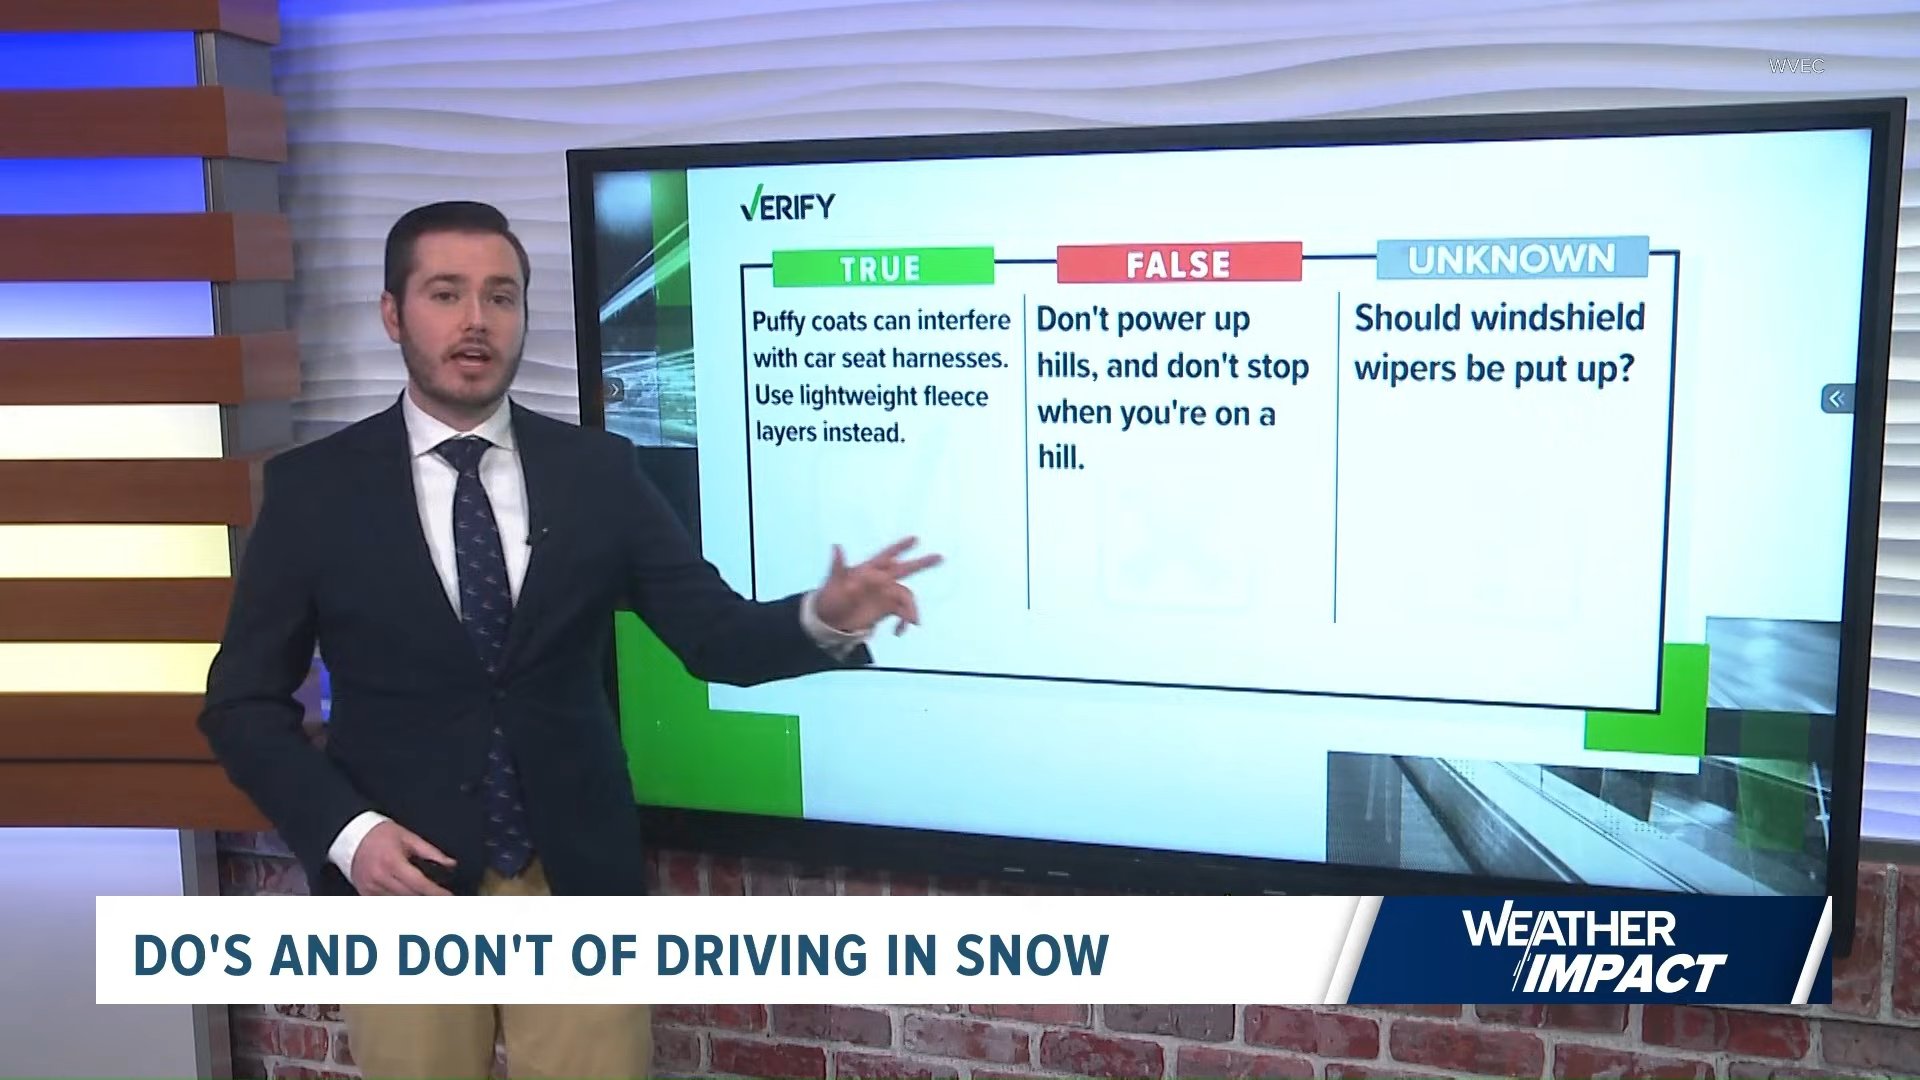 WVEC
VERIFY
TRUE
Puffy coats can interfere
with car seat harnesses.
Use lightweight fleece
layers instead.
FALSE
Don't power up
hills, and don't stop
when you're on a
hill.
UNKNOWN
Should windshield
wipers be put up?
DO'S AND DON'T OF DRIVING IN SNOW
WEATHER
IMPACT